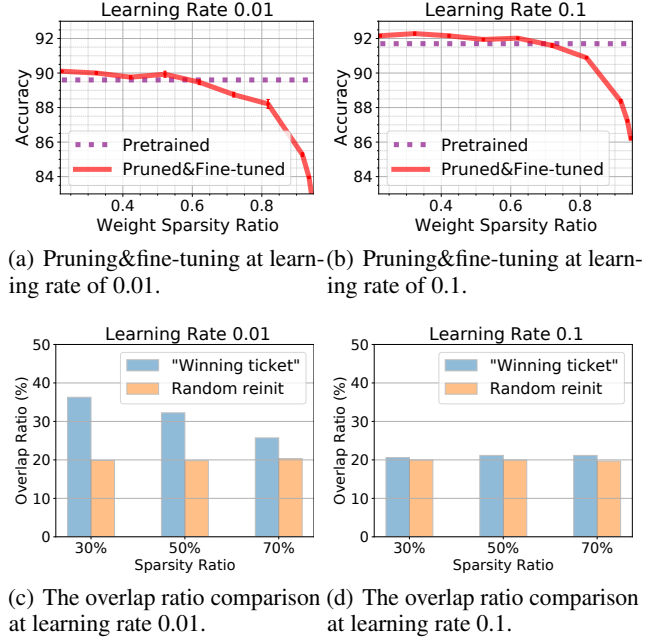 Learning Rate 0.01
Accuracy
92
90
88
86
84
Pretrained
Pruned&Fine-tuned
0.4 0.6 0.8
Weight Sparsity Ratio
(a) Pruning&fine-tuning at learn-
ing rate of 0.01.
Learning Rate 0.1
Accuracy
92
90
88
86
84
Pretrained
Pruned&Fine-tuned
0.4 0.6 0.8
Weight Sparsity Ratio
(b) Pruning&fine-tuning at learn-
ing rate of 0.1.
Learning Rate 0.01
Overlap Ratio (%)
50
40
30
20
10
0
"Winning ticket"
Random reinit
30% 50% 70%
Sparsity Ratio
(c) The overlap ratio comparison
at learning rate 0.01.
Learning Rate 0.1
Overlap Ratio (%)
50
40
30
20
10
0
"Winning ticket"
Random reinit
30% 50% 70%
Sparsity Ratio
(d) The overlap ratio comparison
at learning rate 0.1.